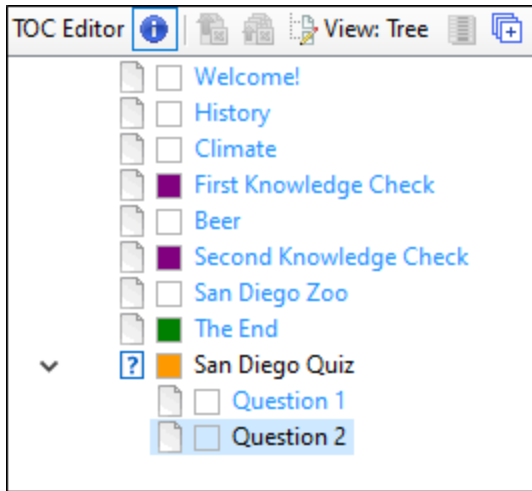 TOC Editor View: Tree
Welcome!
History
Climate
First Knowledge Check
Beer
Second Knowledge Check
San Diego Zoo
The End
? San Diego Quiz
Question 1
Question 2